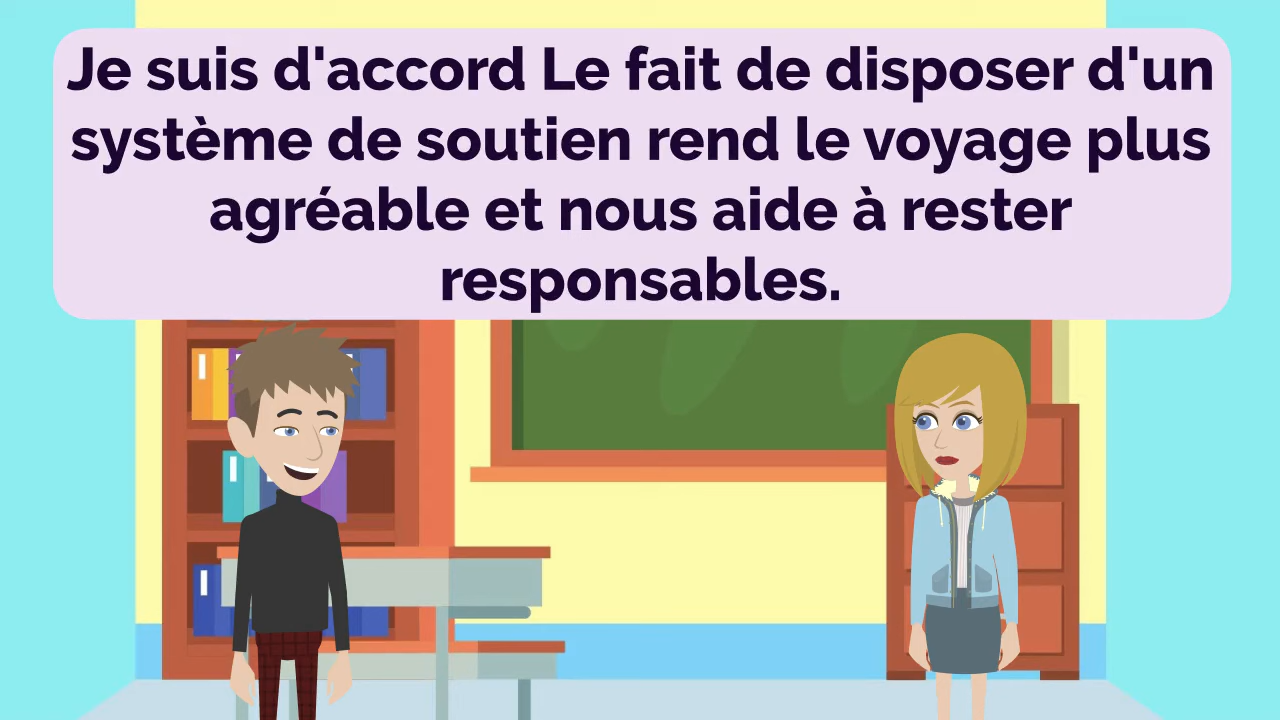 Je suis d'accord Le fait de disposer d'un
système de soutien rend le voyage plus
agréable et nous aide à rester
responsables.